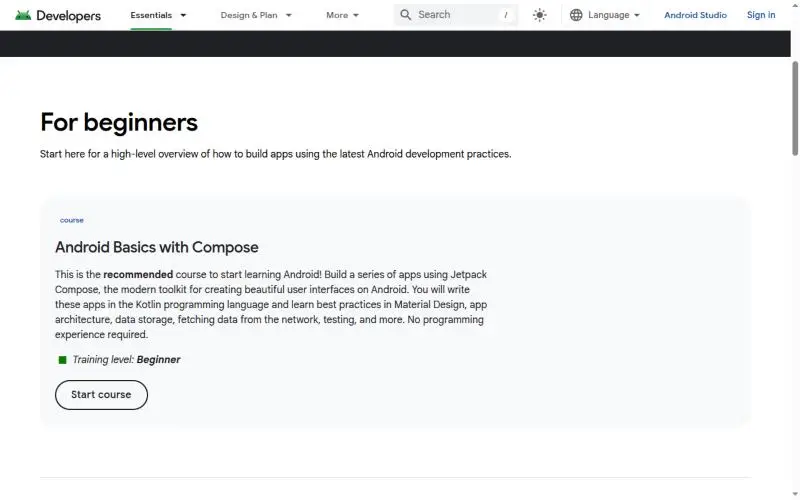 Developers
Essentials
Design & Plan
More
Search
/
Language
Android Studio
Sign in
For beginners
Start here for a high-level overview of how to build apps using the latest Android development practices.
course
Android Basics with Compose
This is the recommended course to start learning Android! Build a series of apps using Jetpack
Compose, the modern toolkit for creating beautiful user interfaces on Android. You will write
these apps in the Kotlin programming language and learn best practices in Material Design, app
architecture, data storage, fetching data from the network, testing, and more. No programming
experience required.
Training level: Beginner
Start course